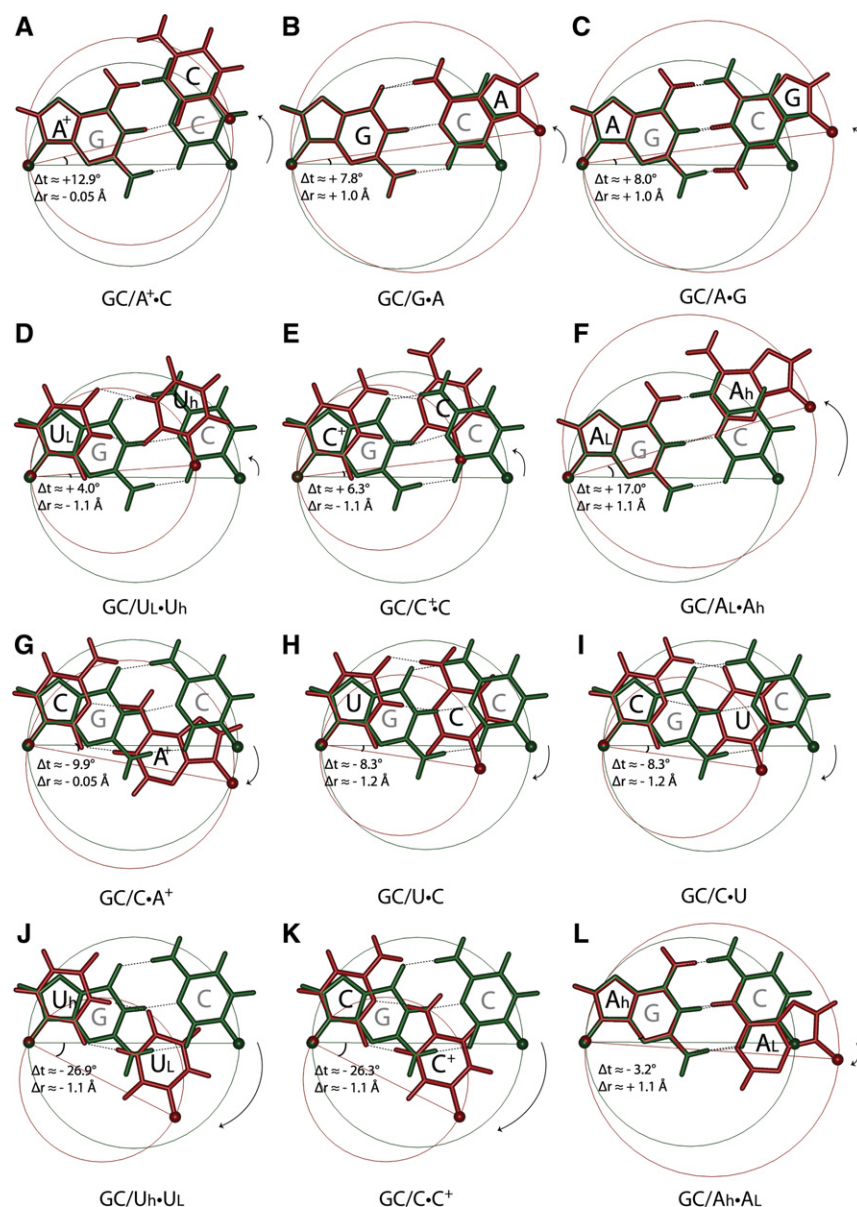 A
C
A+
G
C
Δt ≈ +12.9°
Δr ≈ - 0.05 Å
GC/A+•C
B
G
A
C
Δt ≈ + 7.8°
Δr ≈ + 1.0 Å
GC/G•A
C
A
G
G
C
Δt ≈ + 8.0°
Δr ≈ + 1.0 Å
GC/A•G
D
Uh
UL
G
C
Δt ≈ + 4.0°
Δr ≈ - 1.1 Å
GC/UL•Uh
E
C
C+
G
C
Δt ≈ + 6.3°
Δr ≈ - 1.1 Å
GC/C+•C
F
Ah
AL
G
C
Δt ≈ + 17.0°
Δr ≈ + 1.1 Å
GC/AL•Ah
G
C
G
C
A+
Δt ≈ - 9.9°
Δr ≈ - 0.05 Å
GC/C•A+
H
U
G
C
C
Δt ≈ - 8.3°
Δr ≈ - 1.2 Å
GC/U•C
I
C
G
U
C
Δt ≈ - 8.3°
Δr ≈ - 1.2 Å
GC/C•U
J
Uh
G
C
UL
Δt ≈ - 26.9°
Δr ≈ - 1.1 Å
GC/Uh•UL
K
C
G
C
C+
Δt ≈ - 26.3°
Δr ≈ - 1.1 Å
GC/C•C+
L
Ah
G
C
AL
Δt ≈ - 3.2°
Δr ≈ + 1.1 Å
GC/Ah•AL